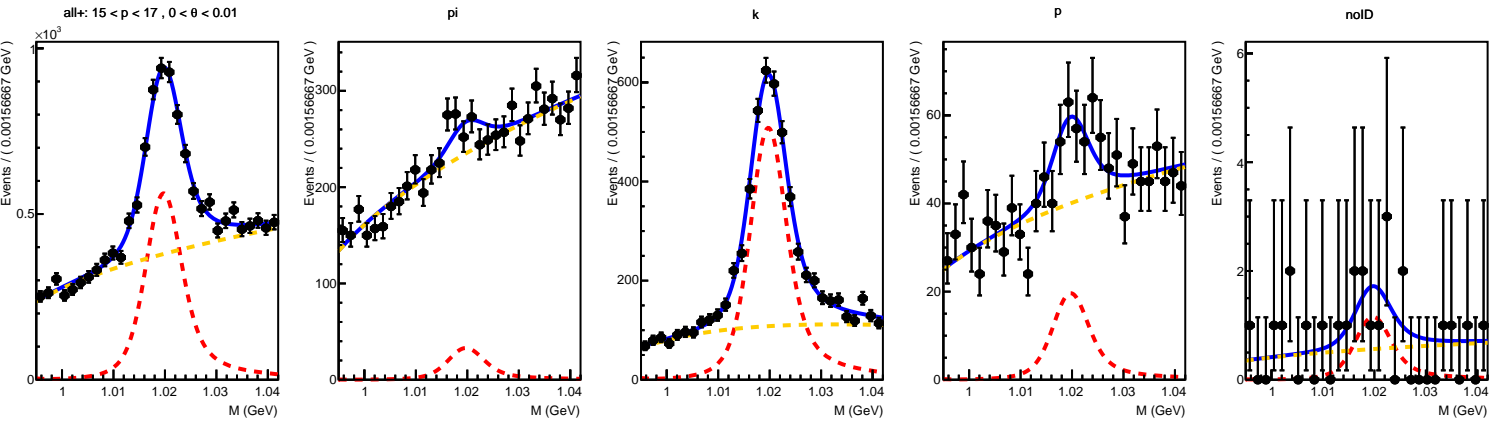 all+: 15 < p < 17 , 0 < θ < 0.01
×10³
Events / ( 0.00156667 GeV )
1
0.5
0
1 1.01 1.02 1.03 1.04
M (GeV)
pi
Events / ( 0.00156667 GeV )
300
200
100
0
1 1.01 1.02 1.03 1.04
M (GeV)
k
Events / ( 0.00156667 GeV )
600
400
200
0
1 1.01 1.02 1.03 1.04
M (GeV)
p
Events / ( 0.00156667 GeV )
60
40
20
0
1 1.01 1.02 1.03 1.04
M (GeV)
noID
Events / ( 0.00156667 GeV )
6
4
2
0
1 1.01 1.02 1.03 1.04
M (GeV)